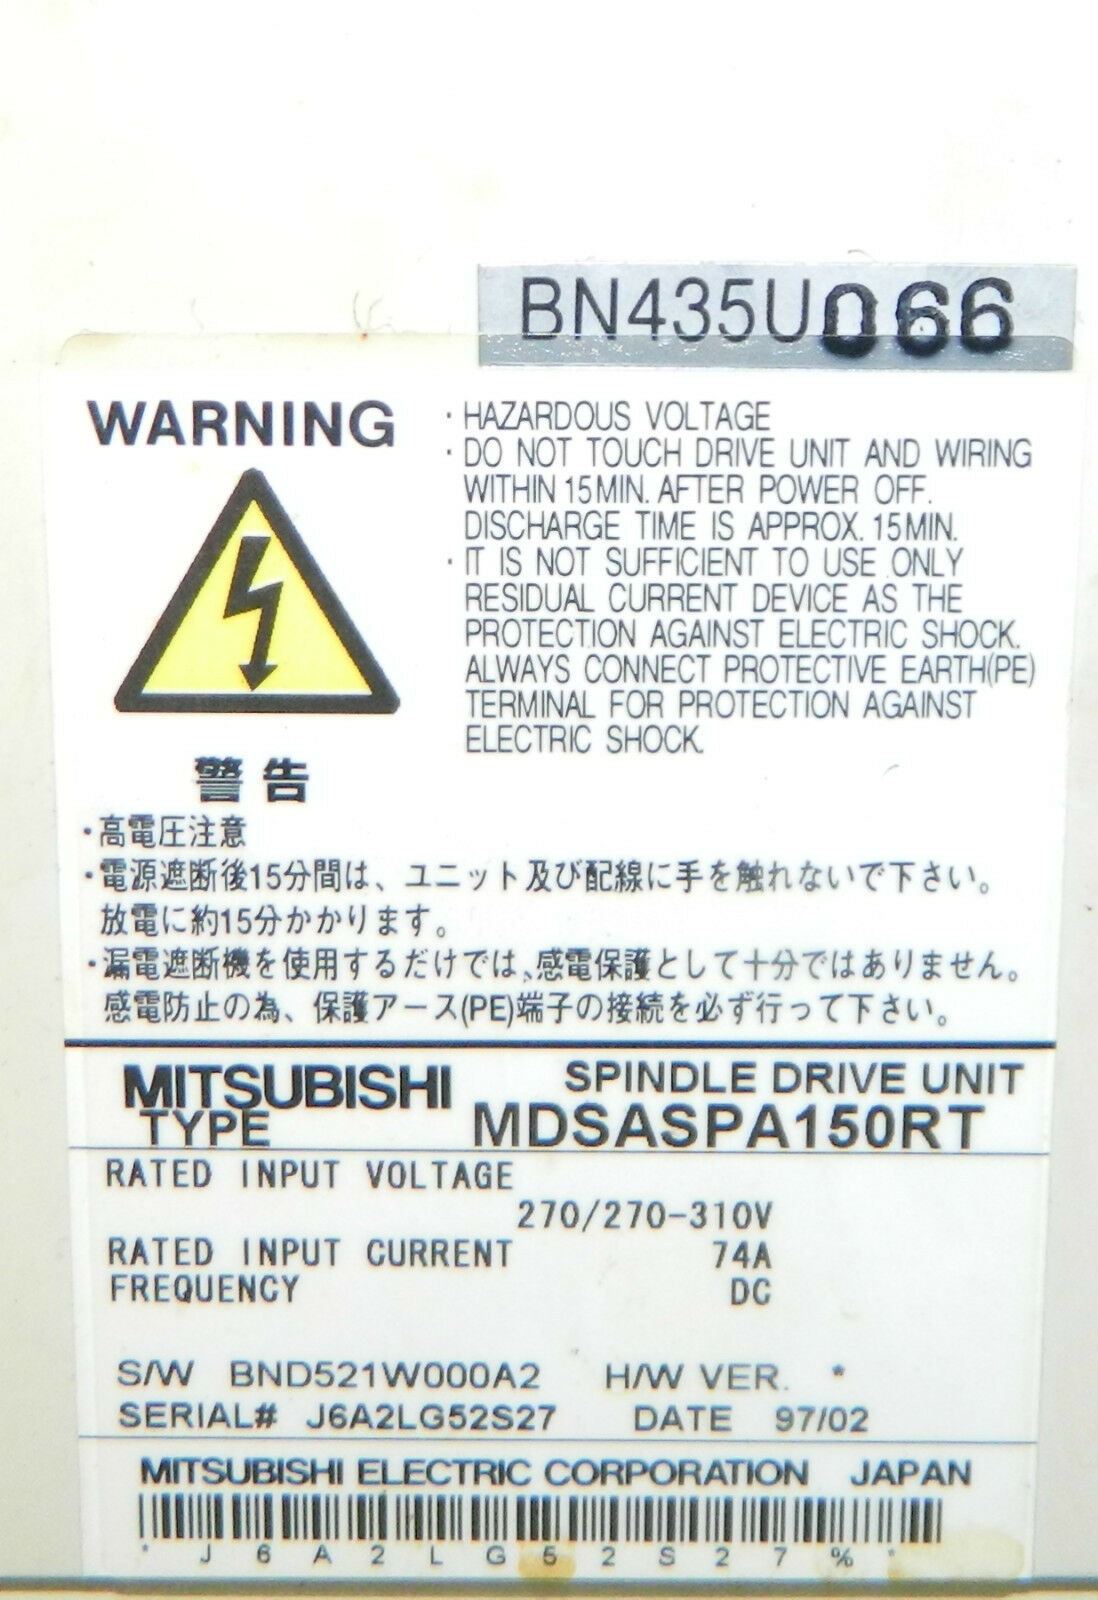 BN435U066
WARNING
· HAZARDOUS VOLTAGE
· DO NOT TOUCH DRIVE UNIT AND WIRING
WITHIN 15MIN. AFTER POWER OFF.
DISCHARGE TIME IS APPROX. 15MIN.
· IT IS NOT SUFFICIENT TO USE ONLY
RESIDUAL CURRENT DEVICE AS THE
PROTECTION AGAINST ELECTRIC SHOCK.
ALWAYS CONNECT PROTECTIVE EARTH(PE)
TERMINAL FOR PROTECTION AGAINST
ELECTRIC SHOCK.
警告
・高電圧注意
・電源遮断後15分間は、ユニット及び配線に手を触れないで下さい。
放電に約15分かかります。
・漏電遮断機を使用するだけでは、感電保護として十分ではありません。
感電防止の為、保護アース(PE)端子の接続を必ず行って下さい。
MITSUBISHI SPINDLE DRIVE UNIT
TYPE MDSASPA150RT
RATED INPUT VOLTAGE
270/270-310V
RATED INPUT CURRENT 74A
FREQUENCY DC
S/W BND521W000A2 H/W VER. *
SERIAL# J6A2LG52S27 DATE 97/02
MITSUBISHI ELECTRIC CORPORATION JAPAN
* J 6 A 2 L G 5 2 S 2 7 % *